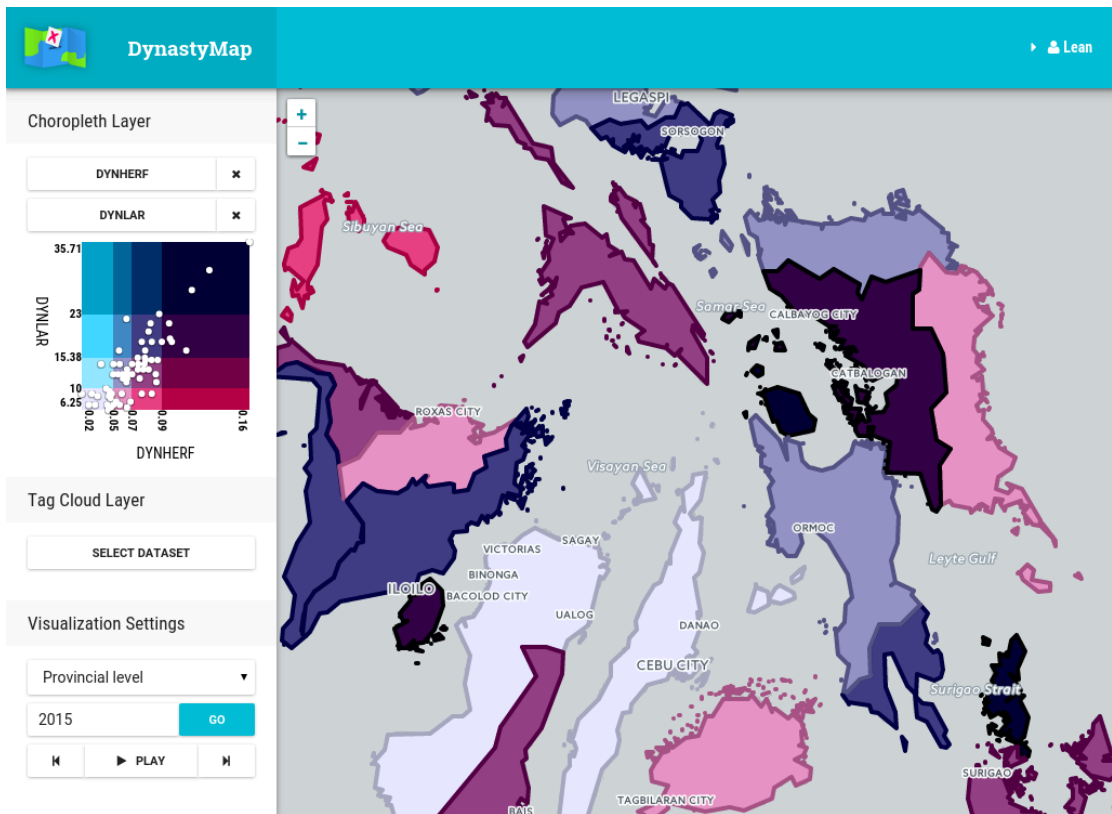 DynastyMap
Lean
Choropleth Layer
DYNHERF
DYNLAR
35.71
23
15.38
10
6.25
DYNLAR
0.02
0.05
0.07
0.09
0.16
DYNHERF
Tag Cloud Layer
SELECT DATASET
Visualization Settings
Provincial level
2015
GO
PLAY
+
−
LEGASPI
SORSOGON
Sibuyan Sea
Samar Sea
CALBAYOG CITY
CATBALOGAN
ROXAS CITY
Visayan Sea
ORMOC
SAGAY
VICTORIAS
Leyte Gulf
BINONGA
ILOILO
BACOLOD CITY
UALOG
DANAO
CEBU CITY
Surigao Strait
SURIGAO
TAGBILARAN CITY
BAIS